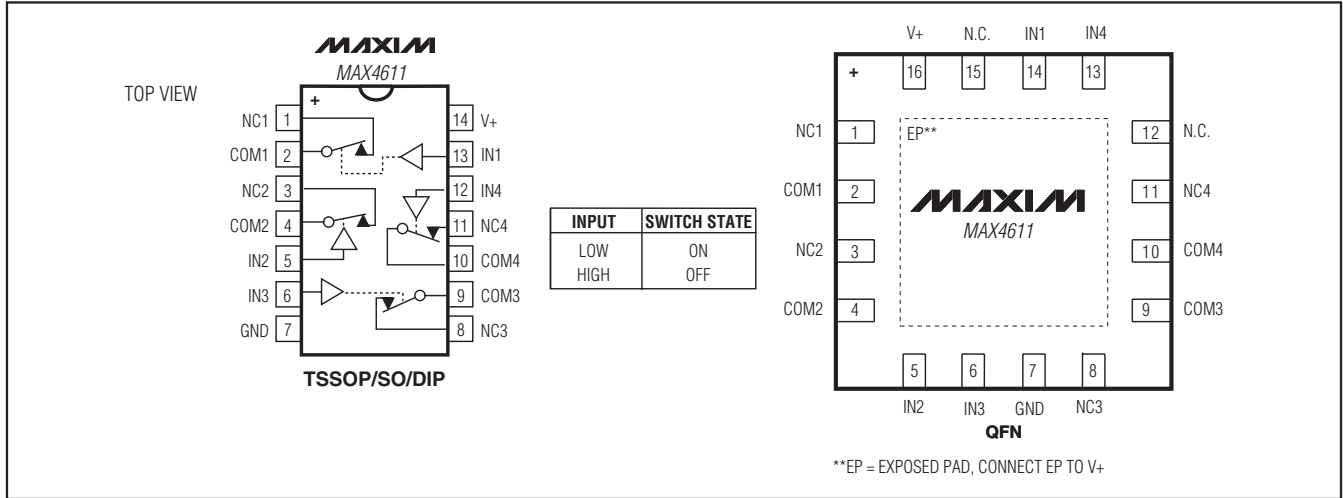 MAXIM
MAX4611
TOP VIEW
+
NC1 1
COM1 2
NC2 3
COM2 4
IN2 5
IN3 6
GND 7
14 V+
13 IN1
12 IN4
11 NC4
10 COM4
9 COM3
8 NC3
TSSOP/SO/DIP
INPUT SWITCH STATE
LOW ON
HIGH OFF
V+ N.C. IN1 IN4
+ 16 15 14 13
NC1 1
COM1 2
NC2 3
COM2 4
EP**
MAXIM
MAX4611
12 N.C.
11 NC4
10 COM4
9 COM3
5 6 7 8
IN2 IN3 GND NC3
QFN
**EP = EXPOSED PAD, CONNECT EP TO V+